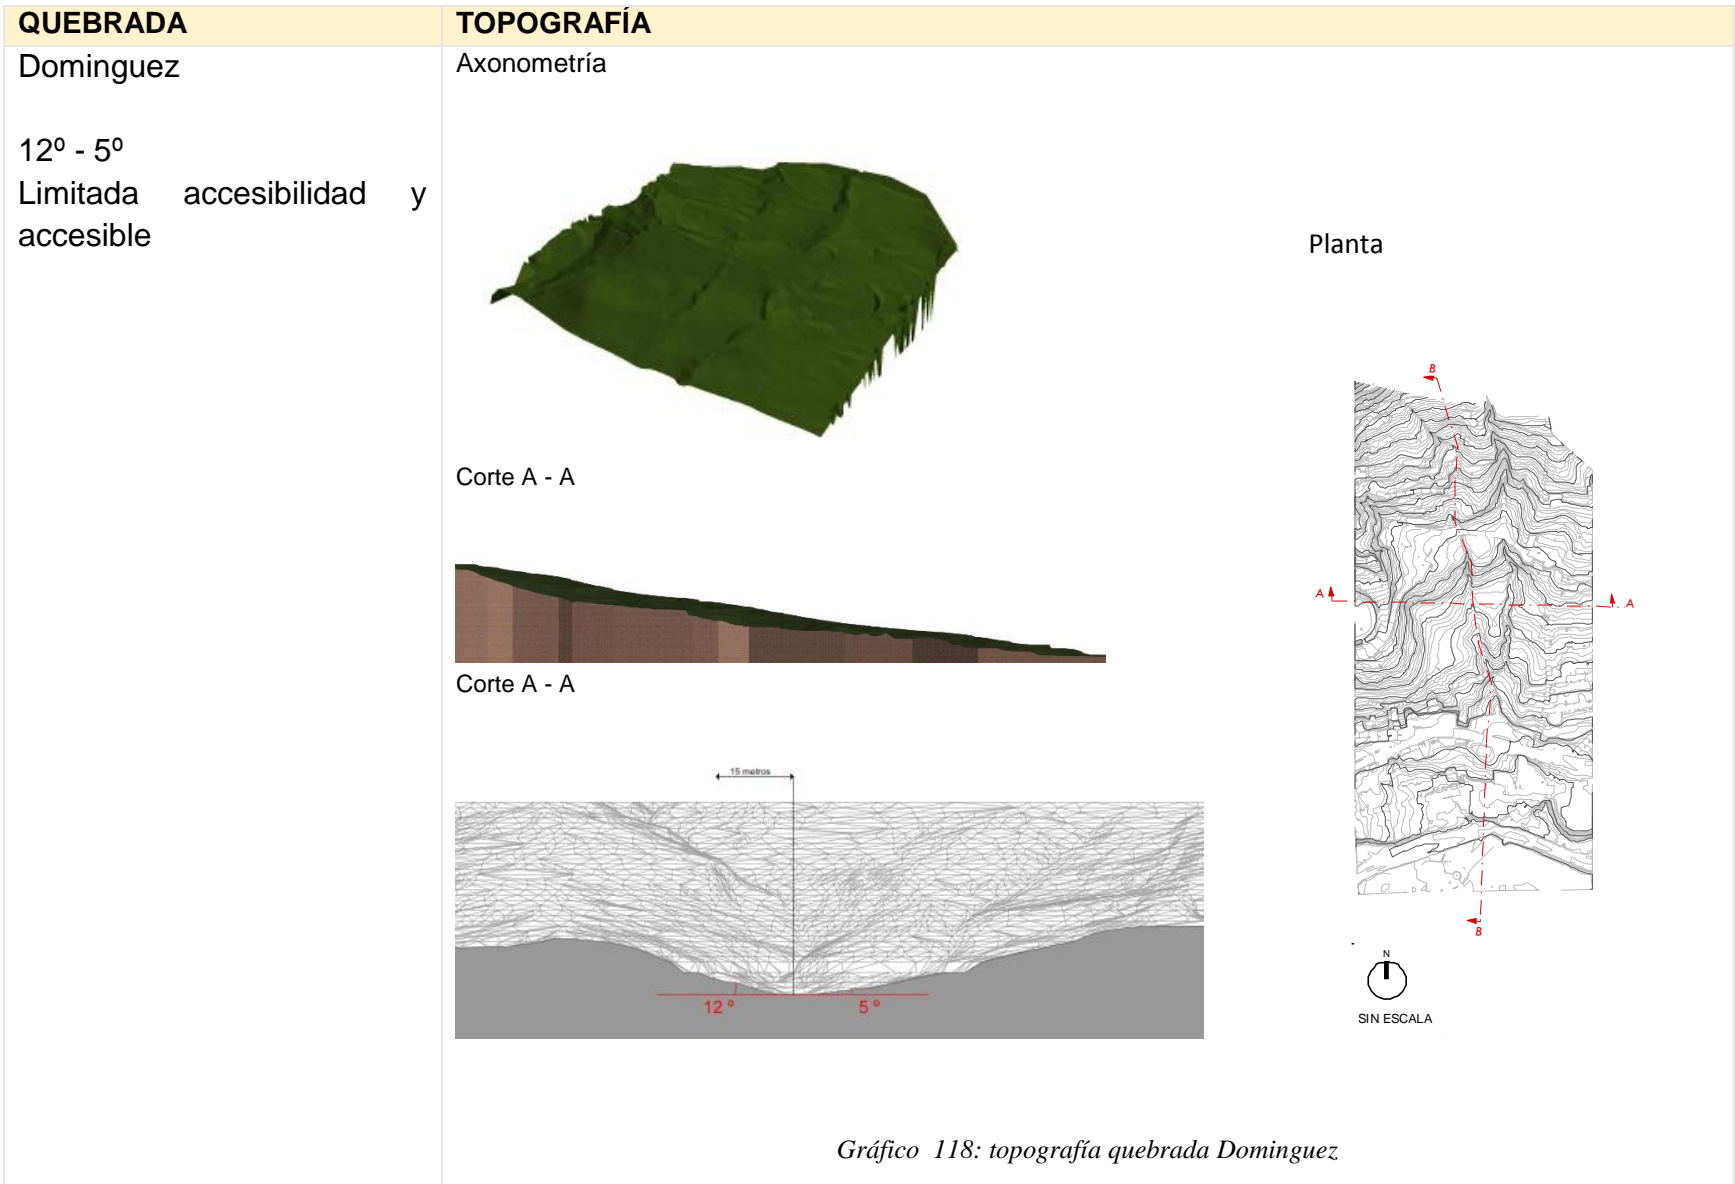 QUEBRADA
TOPOGRAFÍA
Dominguez
12º - 5º
Limitada accesibilidad y
accesible
Axonometría
Corte A - A
Corte A - A
15 metros
12 º
5 º
Planta
B
A
A
B
N
SIN ESCALA
Gráfico 118: topografía quebrada Dominguez